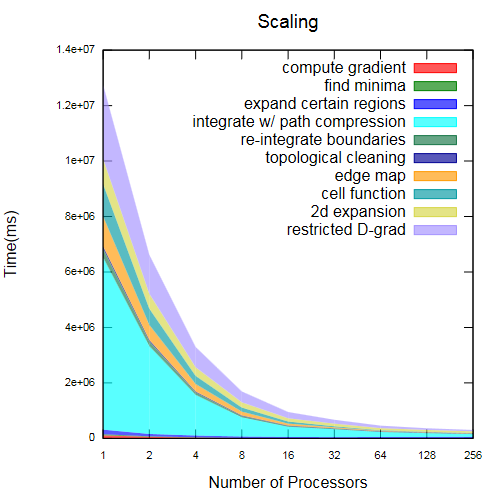 Scaling
1.4e+07
1.2e+07
1e+07
8e+06
6e+06
4e+06
2e+06
0
Time(ms)
compute gradient
find minima
expand certain regions
integrate w/ path compression
re-integrate boundaries
topological cleaning
edge map
cell function
2d expansion
restricted D-grad
1 2 4 8 16 32 64 128 256
Number of Processors